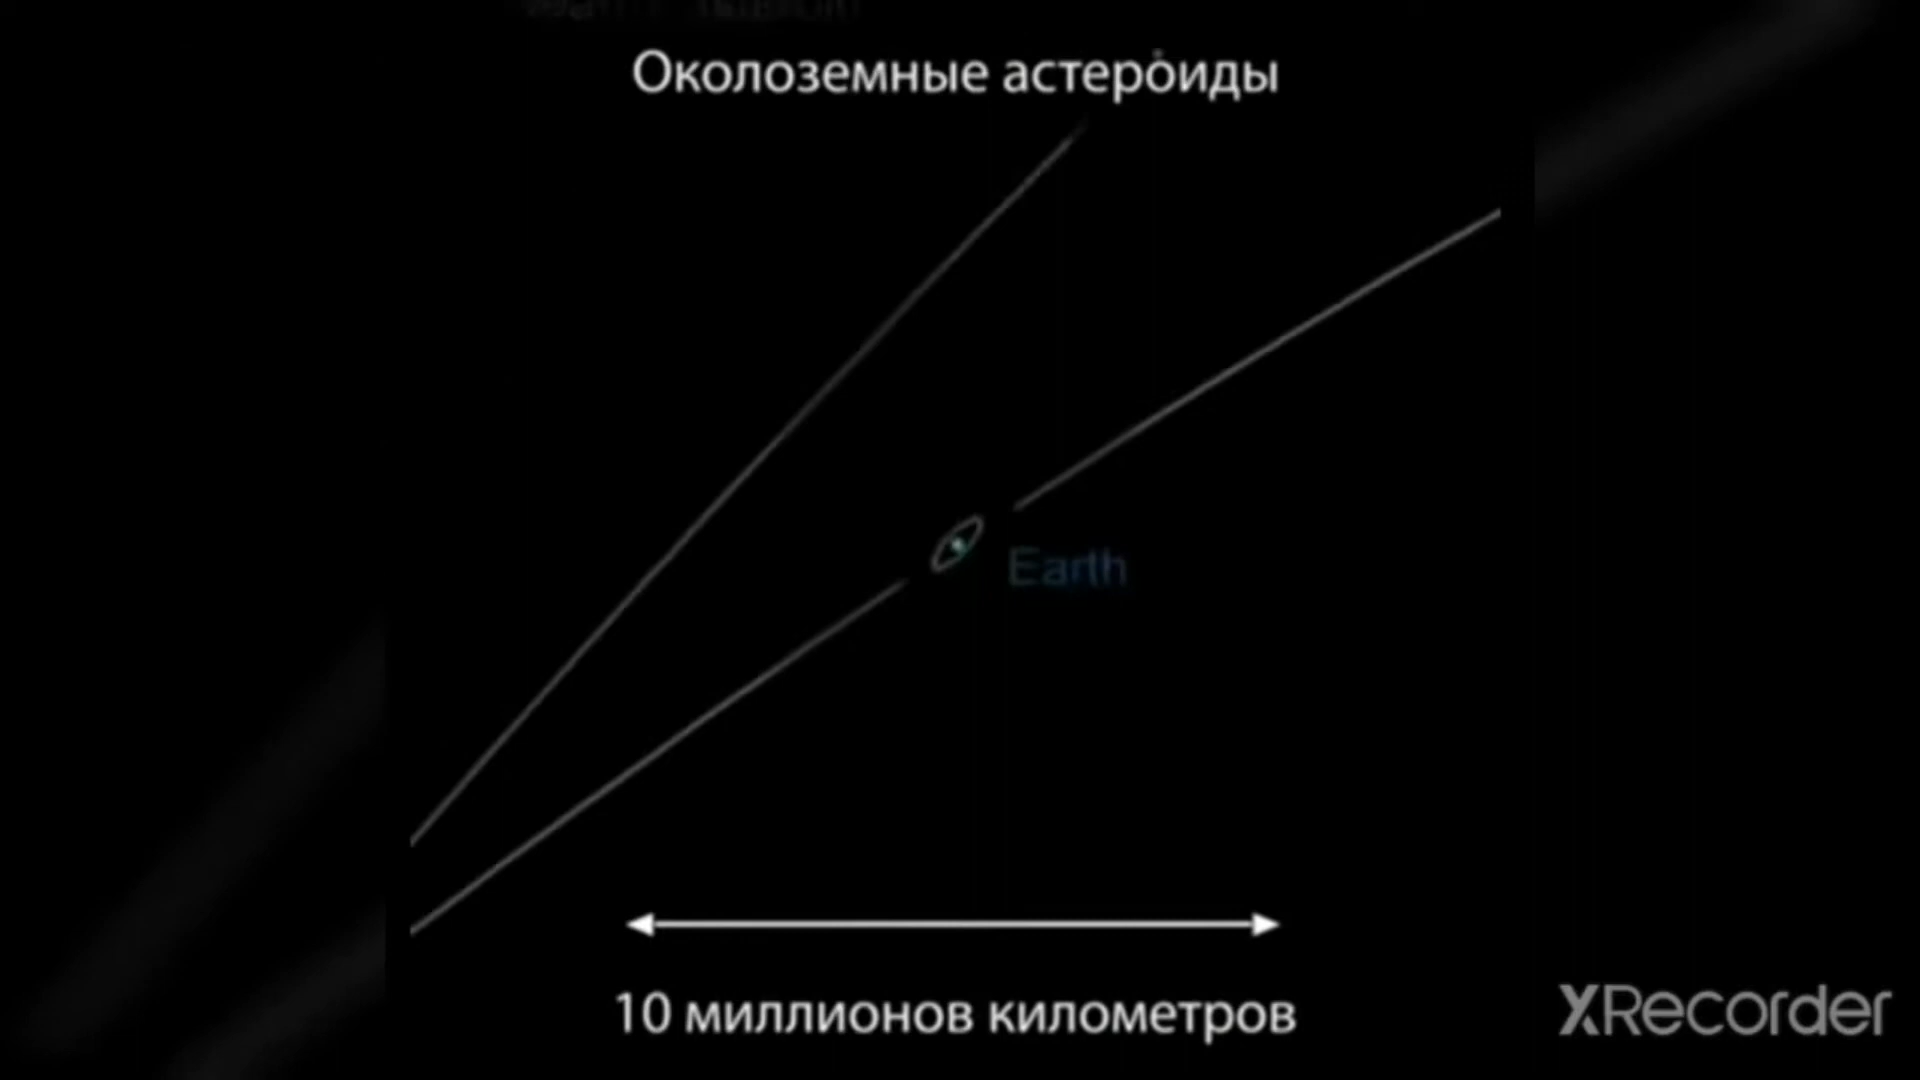 Околоземные астероиды
Earth
10 миллионов километров
XRecorder